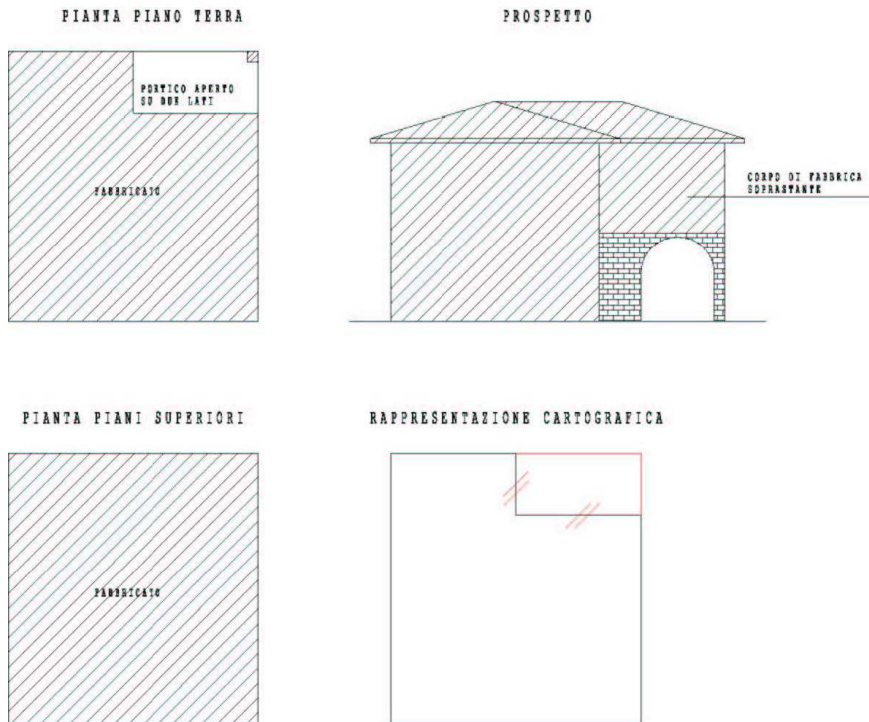 PIANTA PIANO TERRA
PROSPETTO
PORTICO APERTO
SU DUE LATI
FABBRICATO
CORPO DI FABBRICA
SOPRASTANTE
PIANTA PIANI SUPERIORI
RAPPRESENTAZIONE CARTOGRAFICA
FABBRICATO